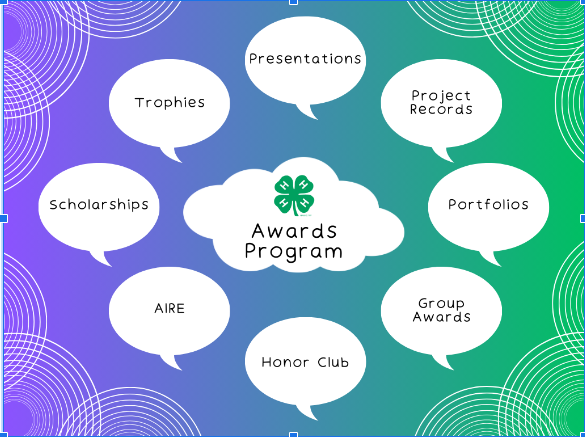 Presentations
Trophies
Project
Records
Scholarships
H H
H H
Awards
Program
Portfolios
AIRE
Group
Awards
Honor Club